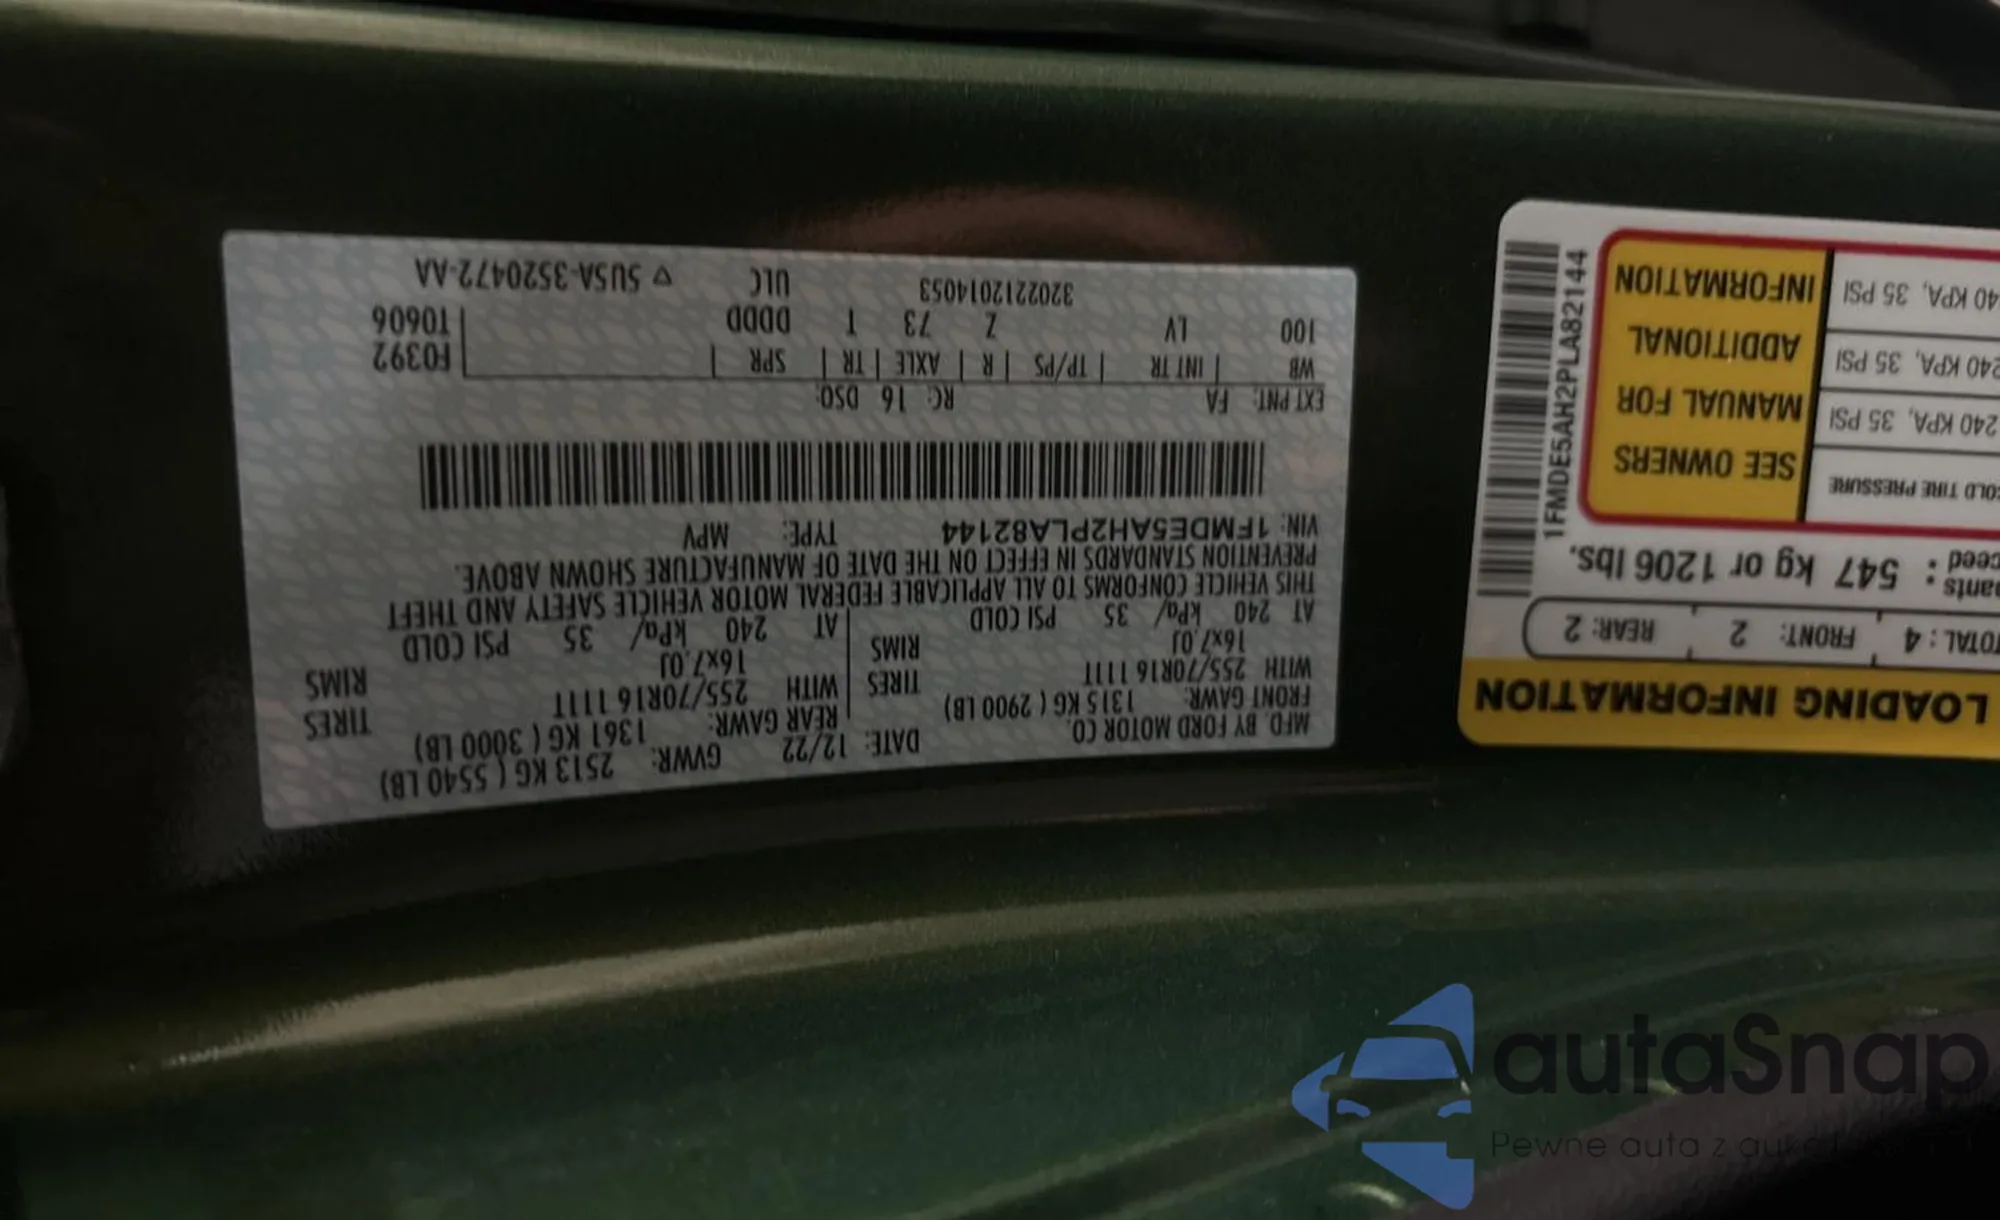 MFD. BY FORD MOTOR CO.
DATE: 12/22 GVWR: 2513 KG ( 5540 LB)
FRONT GAWR: 1315 KG ( 2900 LB)
REAR GAWR: 1361 KG ( 3000 LB)
WITH 255/70R16 111T TIRES
WITH 255/70R16 111T TIRES
16x7.0J RIMS
16x7.0J RIMS
AT 240 kPa/ 35 PSI COLD
AT 240 kPa/ 35 PSI COLD
THIS VEHICLE CONFORMS TO ALL APPLICABLE FEDERAL MOTOR VEHICLE SAFETY AND THEFT
PREVENTION STANDARDS IN EFFECT ON THE DATE OF MANUFACTURE SHOWN ABOVE.
VIN: 1FMDE5AH2PLA82144 TYPE: MPV
EXT PNT: FA RC: 16 DSO:
WB INT TR TP/PS R AXLE TR SPR F0392
100 LV Z 73 T DDDD T0606
3202212014053 ULC ▽ 5U5A-3520472-AA
LOADING INFORMATION
TOTAL : 4 FRONT: 2 REAR: 2
: 547 kg or 1206 lbs.
COLD TIRE PRESSURE
240 KPA, 35 PSI
240 KPA, 35 PSI
40 KPA, 35 PSI
SEE OWNERS
MANUAL FOR
ADDITIONAL
INFORMATION
1FMDE5AH2PLA82144
autaSnap
Pewne auta z